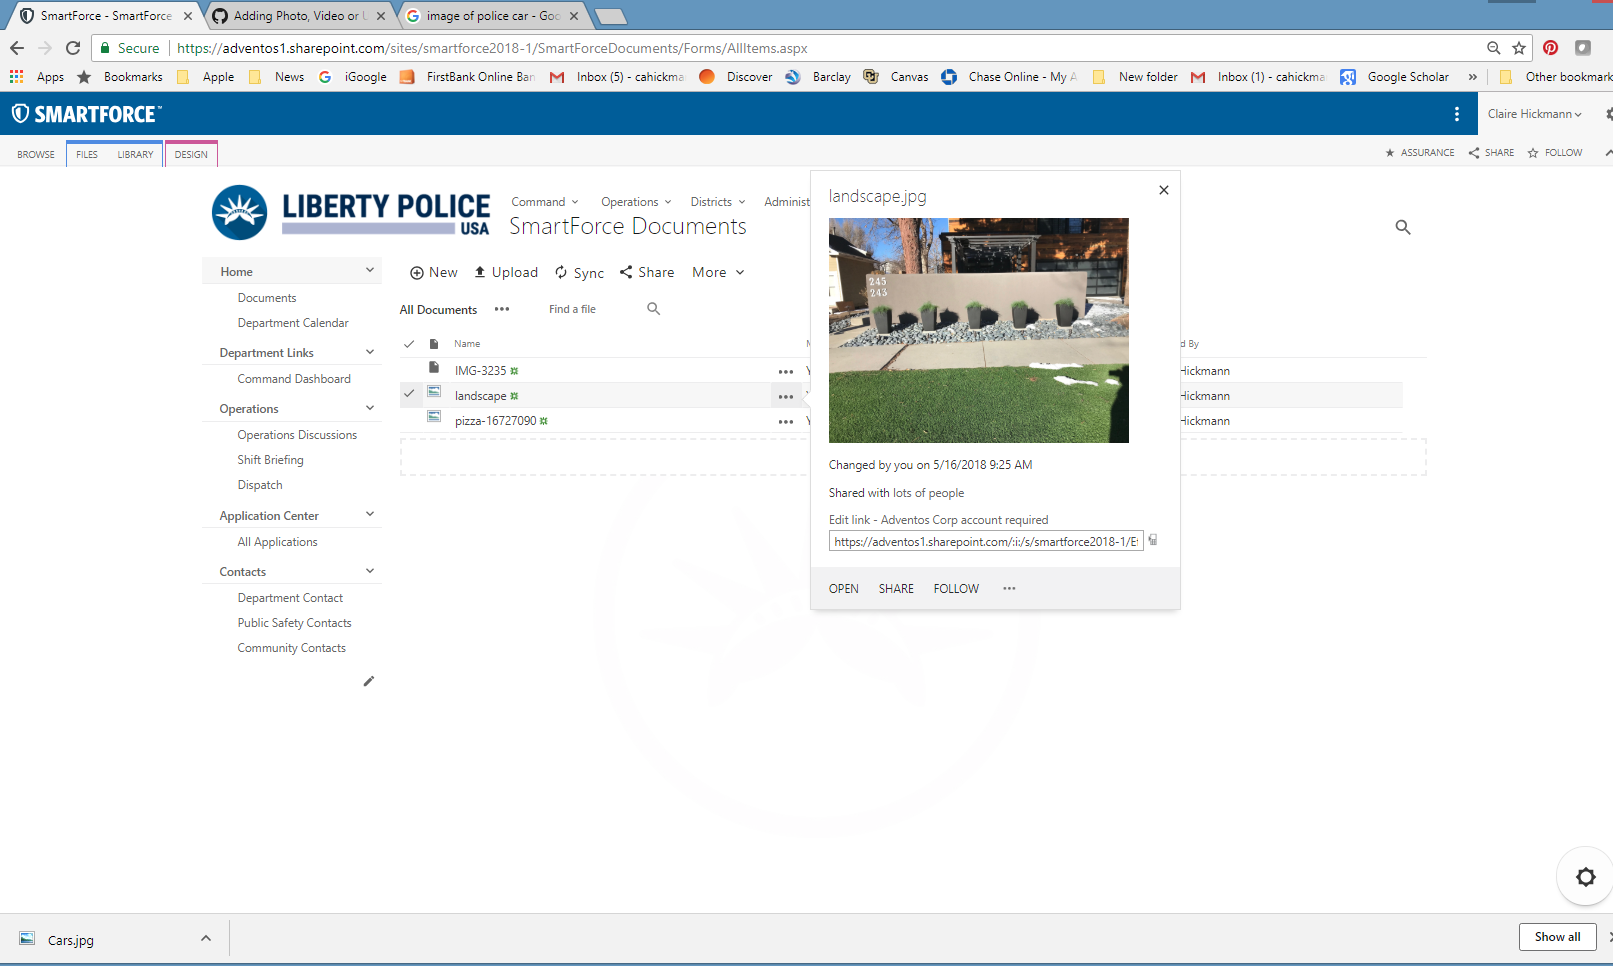 SmartForce - SmartForce
Adding Photo, Video or U
image of police car - Goo
Secure
https://adventos1.sharepoint.com/sites/smartforce2018-1/SmartForceDocuments/Forms/AllItems.aspx
Apps
Bookmarks
Apple
News
iGoogle
FirstBank Online Ban
Inbox (5) - cahickma
Discover
Barclay
Canvas
Chase Online - My A
New folder
Inbox (1) - cahickma
Google Scholar
»
Other bookmark
SMARTFORCE™
Claire Hickmann
BROWSE
FILES
LIBRARY
DESIGN
ASSURANCE
SHARE
FOLLOW
LIBERTY POLICE
USA
Command
Operations
Districts
Administ
SmartForce Documents
Home
Documents
Department Calendar
Department Links
Command Dashboard
Operations
Operations Discussions
Shift Briefing
Dispatch
Application Center
All Applications
Contacts
Department Contact
Public Safety Contacts
Community Contacts
New
Upload
Sync
Share
More
All Documents
Find a file
Name
d By
IMG-3235
Hickmann
landscape
Hickmann
pizza-16727090
Hickmann
landscape.jpg
245
243
Changed by you on 5/16/2018 9:25 AM
Shared with lots of people
Edit link - Adventos Corp account required
https://adventos1.sharepoint.com/:i:/s/smartforce2018-1/E
OPEN
SHARE
FOLLOW
Cars.jpg
Show all